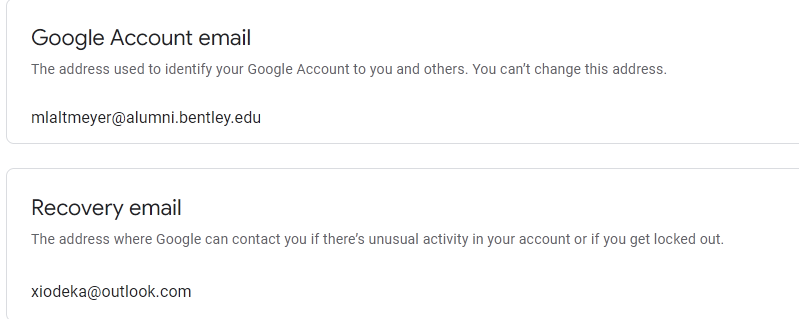 Google Account email
The address used to identify your Google Account to you and others. You can’t change this address.
mlaltmeyer@alumni.bentley.edu
Recovery email
The address where Google can contact you if there’s unusual activity in your account or if you get locked out.
xiodeka@outlook.com